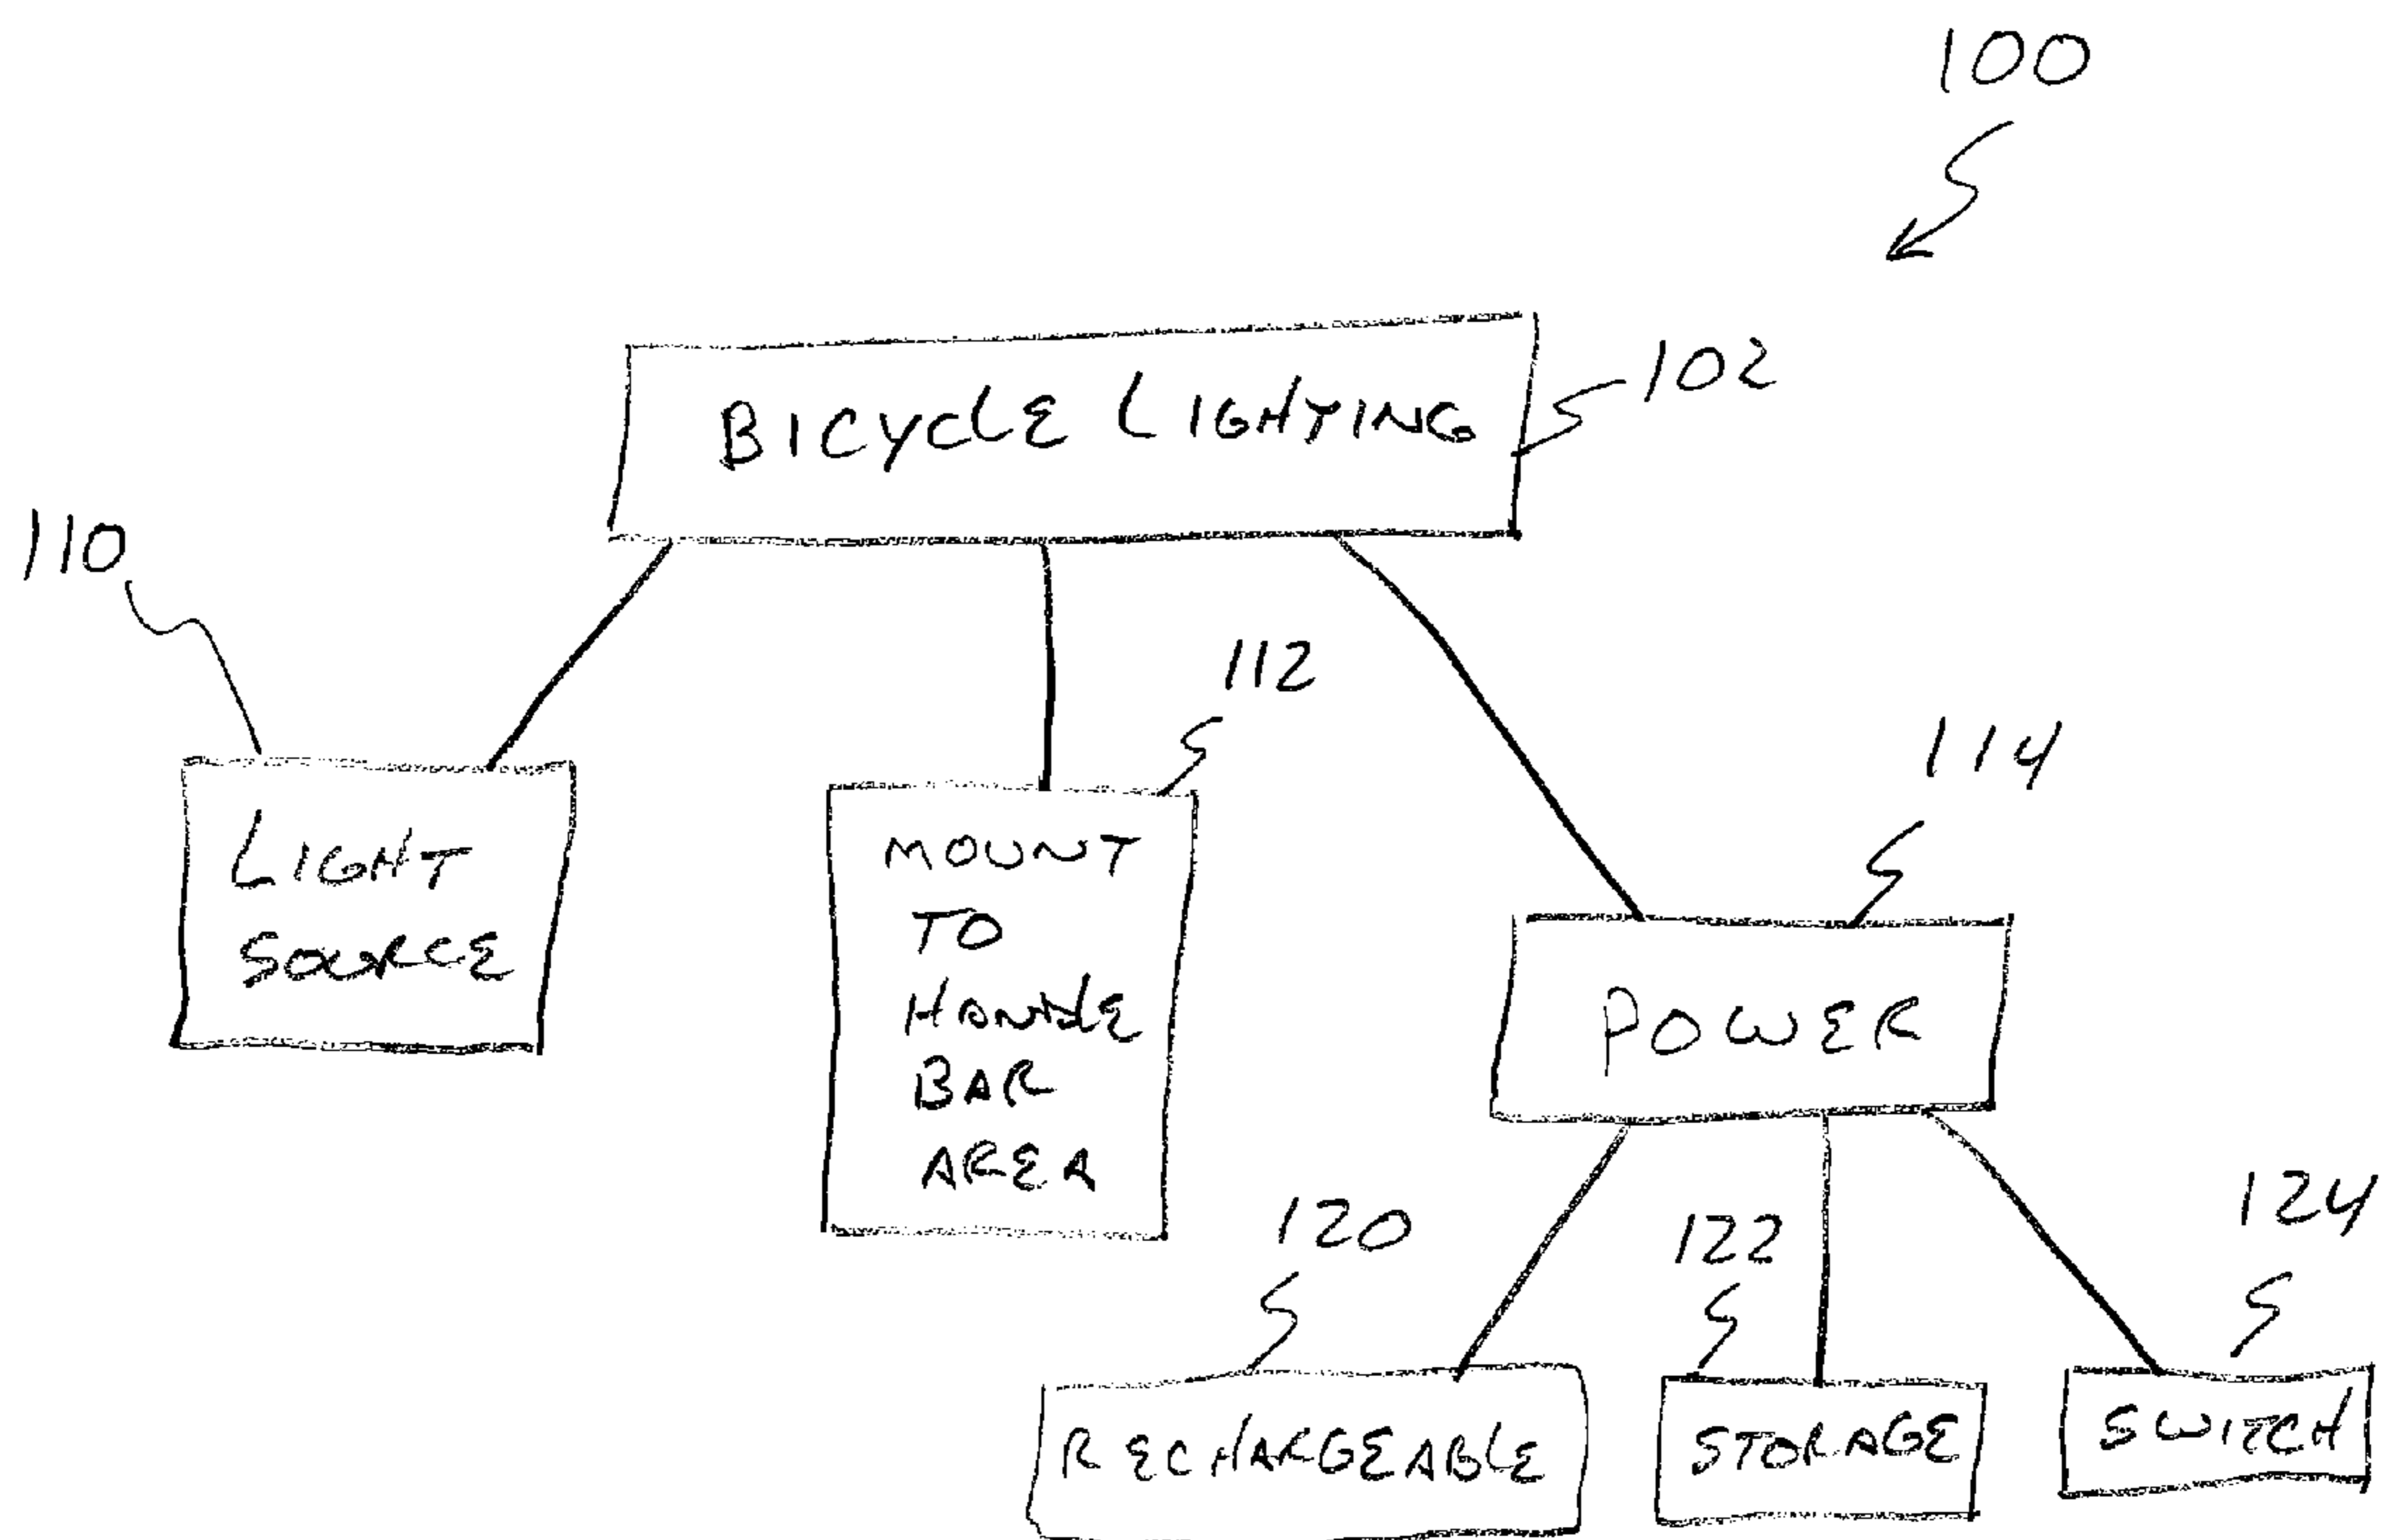 100
BICYCLE LIGHTING
102
110
112
114
LIGHT
SOURCE
MOUNT
TO
HANDLE
BAR
AREA
POWER
120
122
124
RECHARGEABLE
STORAGE
SWITCH